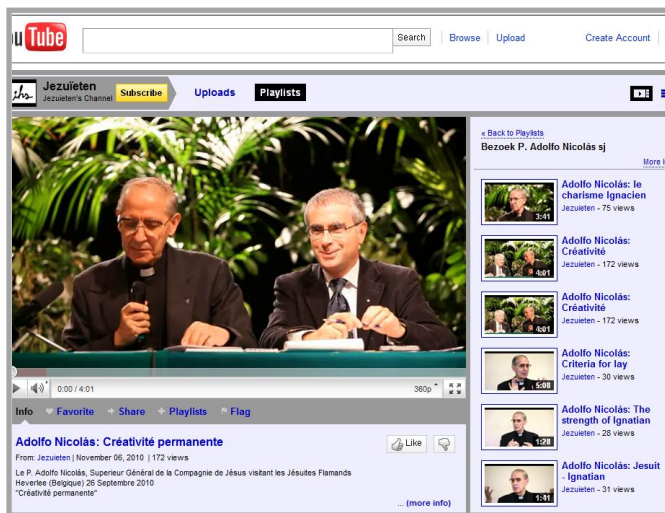 Tube
Search
Browse
Upload
Create Account
ihs
Jezuïeten
Jezuieten's Channel
Subscribe
Uploads
Playlists
0:00 / 4:01
360p
Info
Favorite
Share
Playlists
Flag
Adolfo Nicolás: Créativité permanente
From: Jezuieten | November 06, 2010 | 172 views
Le P. Adolfo Nicolás, Superieur Général de la Compagnie de Jésus visitant les Jésuites Flamands
Heverlee (Belgique) 26 Septembre 2010
"Créativité permanente"
... (more info)
Like
« Back to Playlists
Bezoek P. Adolfo Nicolás sj
More
3:41
Adolfo Nicolás: le
charisme Ignacien
Jezuieten - 75 views
4:01
Adolfo Nicolás:
Créativité
Jezuieten - 172 views
4:01
Adolfo Nicolás:
Créativité
Jezuieten - 172 views
5:08
Adolfo Nicolás:
Criteria for lay
Jezuieten - 30 views
1:28
Adolfo Nicolás: The
strength of Ignatian
Jezuieten - 28 views
1:41
Adolfo Nicolás: Jesuit
- Ignatian
Jezuieten - 31 views